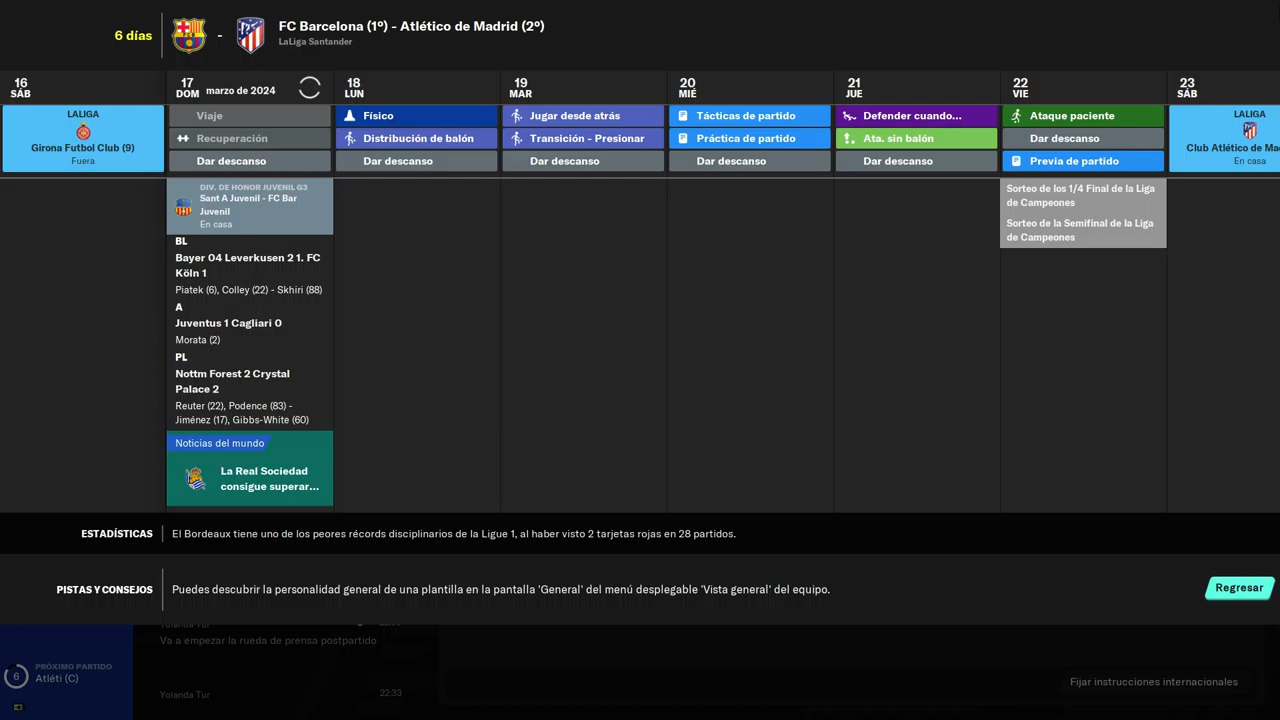 6 días
FC Barcelona (1º) - Atlético de Madrid (2º)
LaLiga Santander
16
SÁB
17
DOM marzo de 2024
18
LUN
19
MAR
20
MIÉ
21
JUE
22
VIE
23
SÁB
LALIGA
Girona Futbol Club (9)
Fuera
Viaje
Recuperación
Dar descanso
Físico
Distribución de balón
Dar descanso
Jugar desde atrás
Transición - Presionar
Dar descanso
Tácticas de partido
Práctica de partido
Dar descanso
Defender cuando...
Ata. sin balón
Dar descanso
Ataque paciente
Dar descanso
Previa de partido
LALIGA
Club Atlético de Ma
En casa
DIV. DE HONOR JUVENIL G3
Sant A Juvenil - FC Bar
Juvenil
En casa
BL
Bayer 04 Leverkusen 2 1. FC
Köln 1
Piatek (6), Colley (22) - Skhiri (88)
A
Juventus 1 Cagliari 0
Morata (2)
PL
Nottm Forest 2 Crystal
Palace 2
Reuter (22), Podence (83) -
Jiménez (17), Gibbs-White (60)
Noticias del mundo
La Real Sociedad
consigue superar...
Sorteo de los 1/4 Final de la Liga
de Campeones
Sorteo de la Semifinal de la Liga
de Campeones
ESTADÍSTICAS
El Bordeaux tiene uno de los peores récords disciplinarios de la Ligue 1, al haber visto 2 tarjetas rojas en 28 partidos.
PISTAS Y CONSEJOS
Puedes descubrir la personalidad general de una plantilla en la pantalla 'General' del menú desplegable 'Vista general' del equipo.
Regresar
Yolanda Tur
Va a empezar la rueda de prensa postpartido
6
PRÓXIMO PARTIDO
Atléti (C)
Yolanda Tur
22:33
Fijar instrucciones internacionales